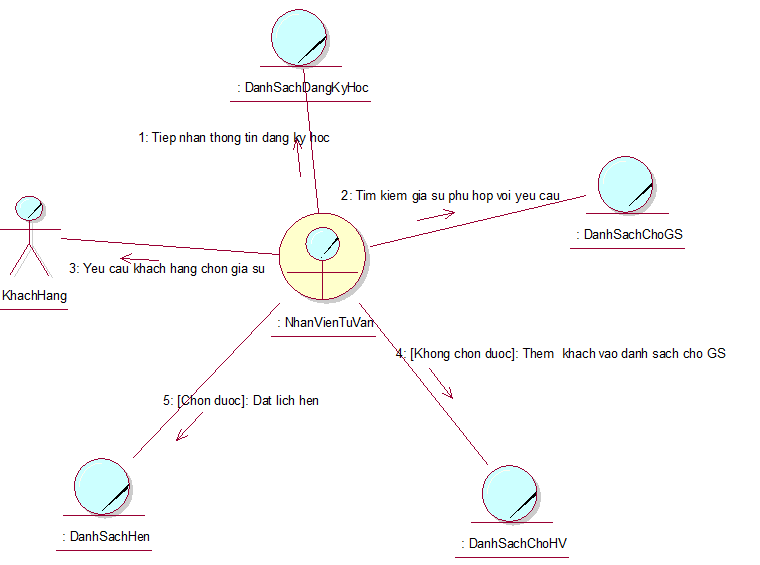 : DanhSachDangKyHoc
1: Tiep nhan thong tin dang ky hoc
2: Tim kiem gia su phu hop voi yeu cau
: DanhSachChoGS
3: Yeu cau khach hang chon gia su
KhachHang
: NhanVienTuVan
4: [Khong chon duoc]: Them khach vao danh sach cho GS
5: [Chon duoc]: Dat lich hen
: DanhSachHen
: DanhSachChoHV